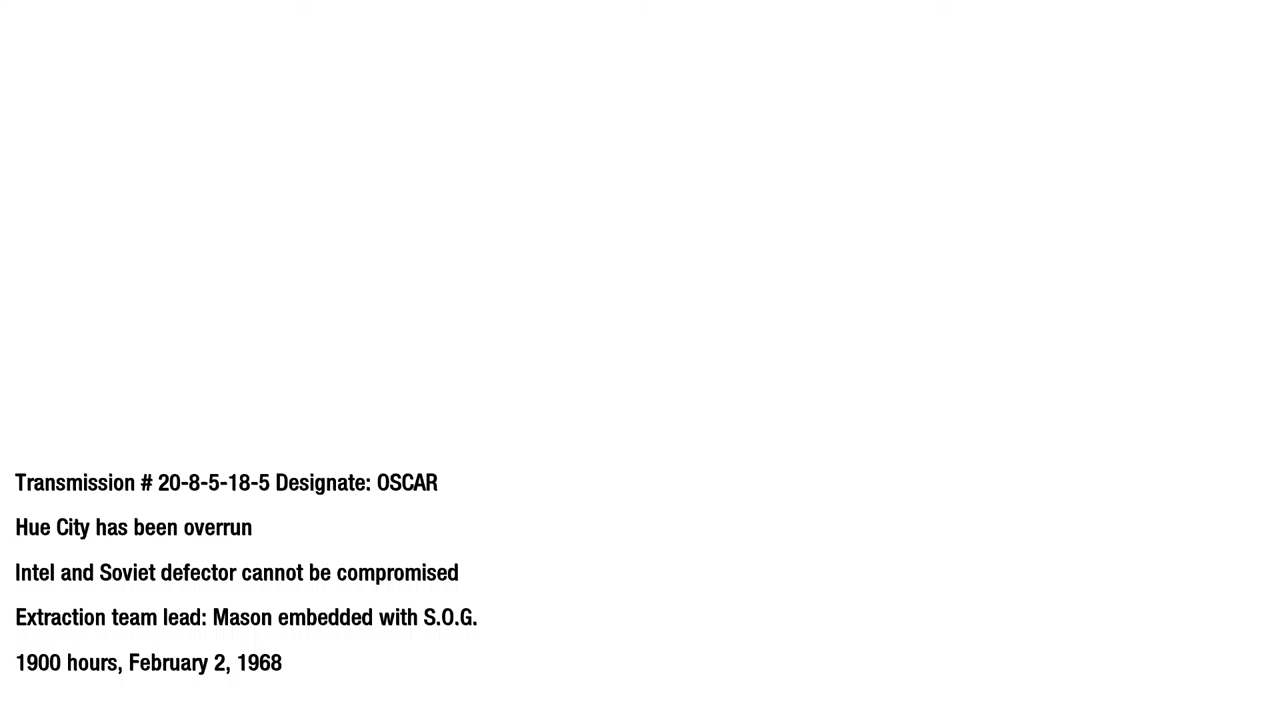 Transmission # 20-8-5-18-5 Designate: OSCAR
Hue City has been overrun
Intel and Soviet defector cannot be compromised
Extraction team lead: Mason embedded with S.O.G.
1900 hours, February 2, 1968